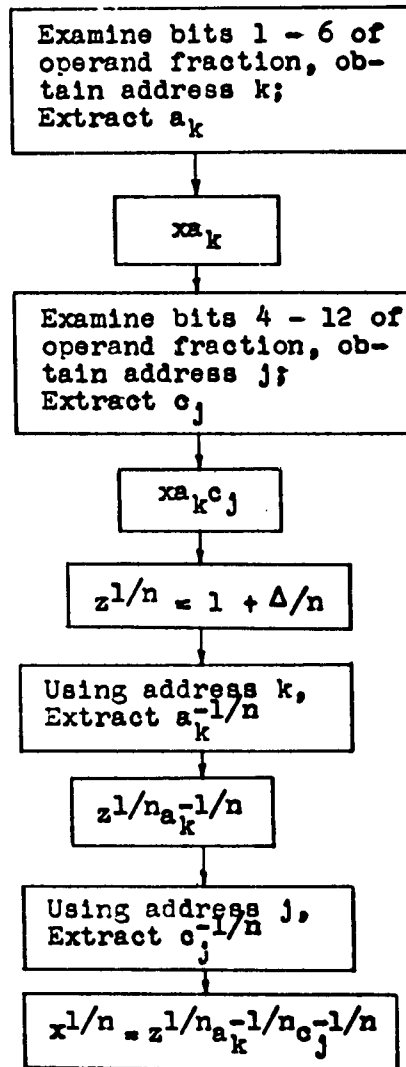 Examine bits 1 - 6 of
operand fraction, ob-
tain address k;
Extract a_k
xa_k
Examine bits 4 - 12 of
operand fraction, ob-
tain address j;
Extract c_j
xa_kc_j
z^1/n = 1 + Δ/n
Using address k,
Extract a_k^-1/n
z^1/n a_k^-1/n
Using address j,
Extract c_j^-1/n
x^1/n = z^1/n a_k^-1/n c_j^-1/n